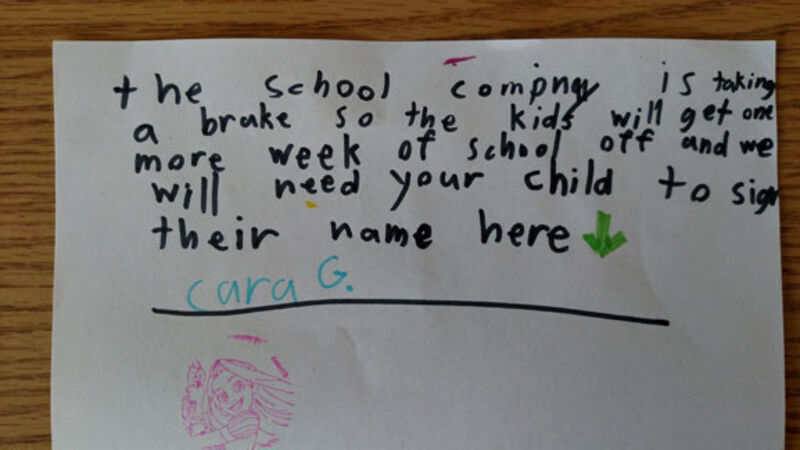 the school compny is taking
a brake so the kids will get one
more week of school off and we
will need your child to sign
their name here
cara G.